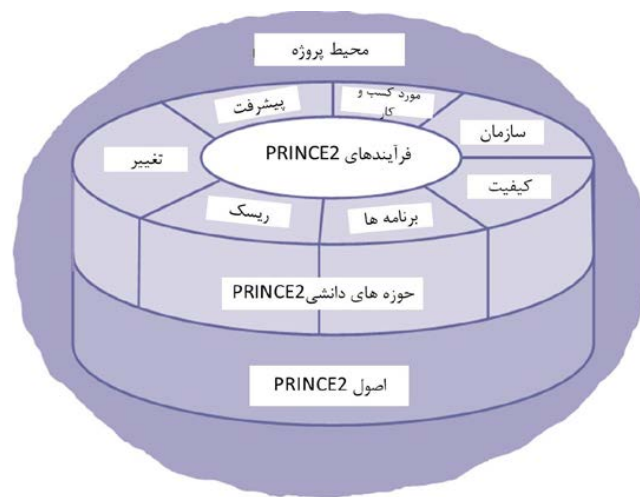 محیط پروژه
پیشرفت
مورد کسب و
کار
سازمان
تغییر
فرآیندهای PRINCE2
کیفیت
ریسک
برنامه ها
حوزه های دانشیPRINCE2
اصول PRINCE2